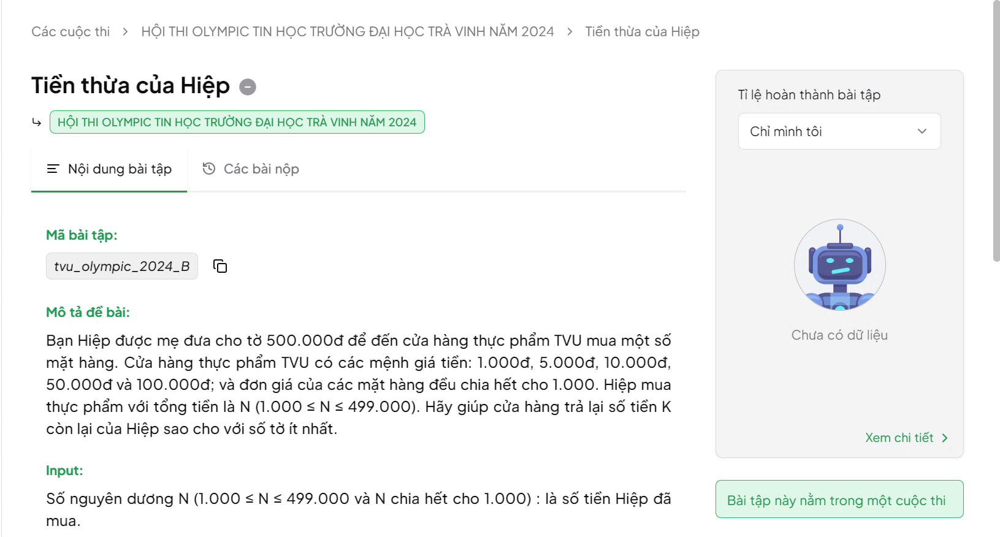 Các cuộc thi > HỘI THI OLYMPIC TIN HỌC TRƯỜNG ĐẠI HỌC TRÀ VINH NĂM 2024 > Tiền thừa của Hiệp
Tiền thừa của Hiệp
HỘI THI OLYMPIC TIN HỌC TRƯỜNG ĐẠI HỌC TRÀ VINH NĂM 2024
Nội dung bài tập
Các bài nộp
Mã bài tập:
tvu_olympic_2024_B
Mô tả đề bài:
Bạn Hiệp được mẹ đưa cho tờ 500.000đ để đến cửa hàng thực phẩm TVU mua một số
mặt hàng. Cửa hàng thực phẩm TVU có các mệnh giá tiền: 1.000đ, 5.000đ, 10.000đ,
50.000đ và 100.000đ; và đơn giá của các mặt hàng đều chia hết cho 1.000. Hiệp mua
thực phẩm với tổng tiền là N (1.000 ≤ N ≤ 499.000). Hãy giúp cửa hàng trả lại số tiền K
còn lại của Hiệp sao cho với số tờ ít nhất.
Input:
Số nguyên dương N (1.000 ≤ N ≤ 499.000 và N chia hết cho 1.000) : là số tiền Hiệp đã
mua.
Tỉ lệ hoàn thành bài tập
Chỉ mình tôi
Chưa có dữ liệu
Xem chi tiết >
Bài tập này nằm trong một cuộc thi